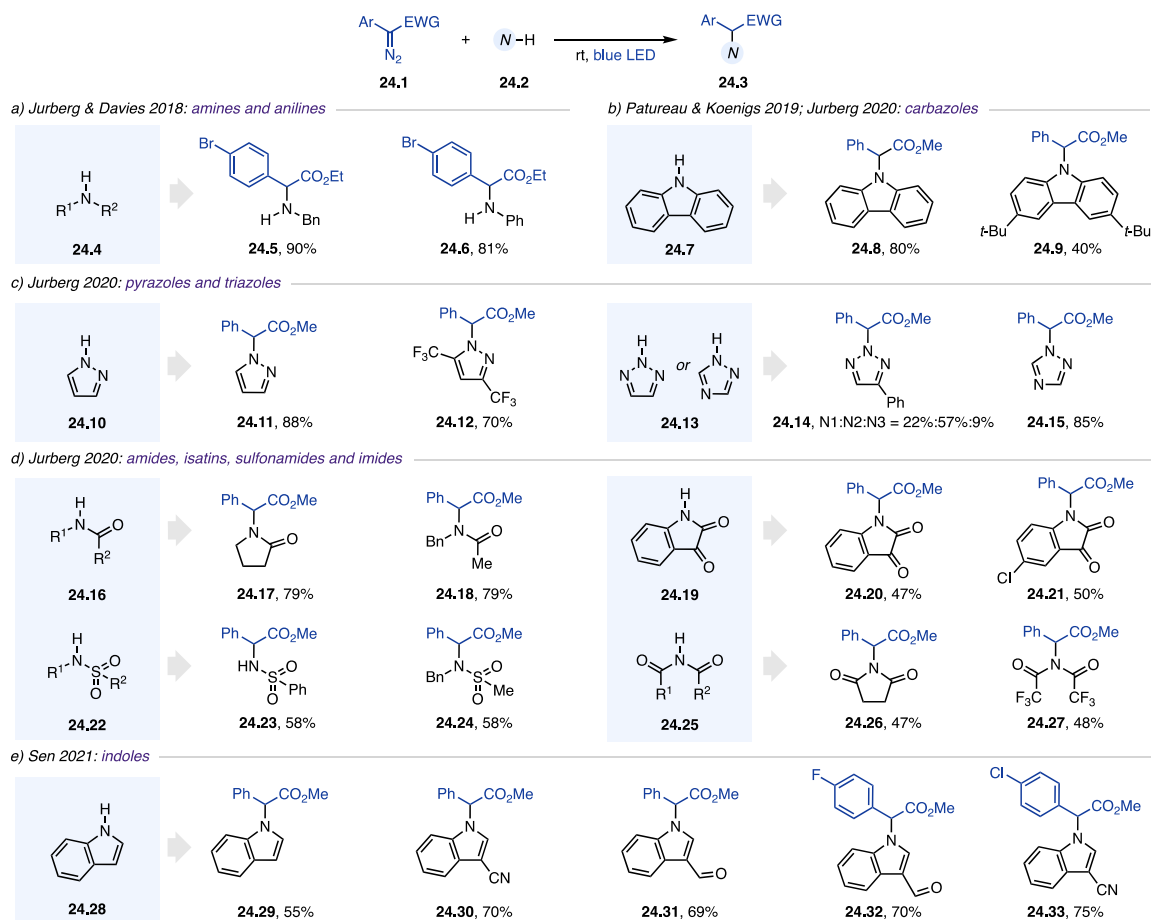 Ar EWG
N2
24.1
+
N-H
24.2
rt, blue LED
Ar EWG
N
24.3
a) Jurberg & Davies 2018: amines and anilines
H
N
R1 R2
24.4
Br
CO2Et
H N Bn
24.5, 90%
Br
CO2Et
H N Ph
24.6, 81%
b) Patureau & Koenigs 2019; Jurberg 2020: carbazoles
H
N
24.7
Ph CO2Me
N
24.8, 80%
Ph CO2Me
N
t-Bu t-Bu
24.9, 40%
c) Jurberg 2020: pyrazoles and triazoles
H
N
N
24.10
Ph CO2Me
N
N
24.11, 88%
Ph CO2Me
F3C N N
CF3
24.12, 70%
H
N
N N
or
H
N
N
N
24.13
Ph CO2Me
N
N N
Ph
24.14, N1:N2:N3 = 22%:57%:9%
Ph CO2Me
N
N
N
24.15, 85%
d) Jurberg 2020: amides, isatins, sulfonamides and imides
H
N O
R1
R2
24.16
Ph CO2Me
N O
24.17, 79%
Ph CO2Me
Bn N O
Me
24.18, 79%
H
N
O
O
24.19
Ph CO2Me
N
O
O
24.20, 47%
Ph CO2Me
N
O
Cl O
24.21, 50%
H
N O
R1 S
O R2
24.22
Ph CO2Me
HN O
S
O Ph
24.23, 58%
Ph CO2Me
N O
Bn S
O Me
24.24, 58%
H
O N O
R1 R2
24.25
Ph CO2Me
O N O
24.26, 47%
Ph CO2Me
O N O
F3C CF3
24.27, 48%
e) Sen 2021: indoles
H
N
24.28
Ph CO2Me
N
24.29, 55%
Ph CO2Me
N
CN
24.30, 70%
Ph CO2Me
N
O
24.31, 69%
F
CO2Me
N
O
24.32, 70%
Cl
CO2Me
N
CN
24.33, 75%